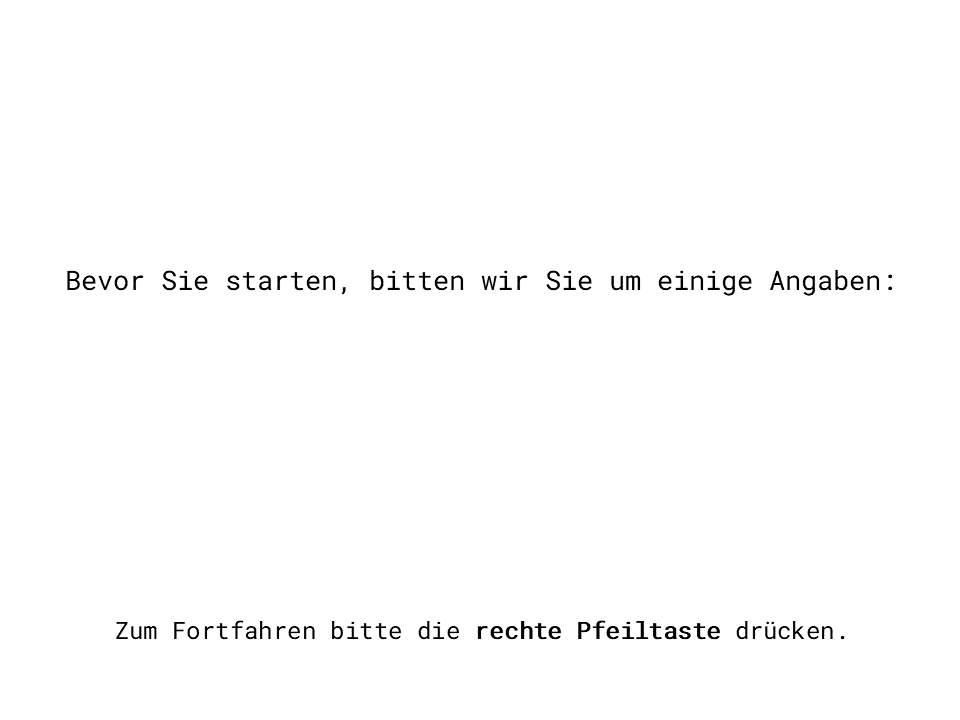 Bevor Sie starten, bitten wir Sie um einige Angaben:
Zum Fortfahren bitte die rechte Pfeiltaste drücken.